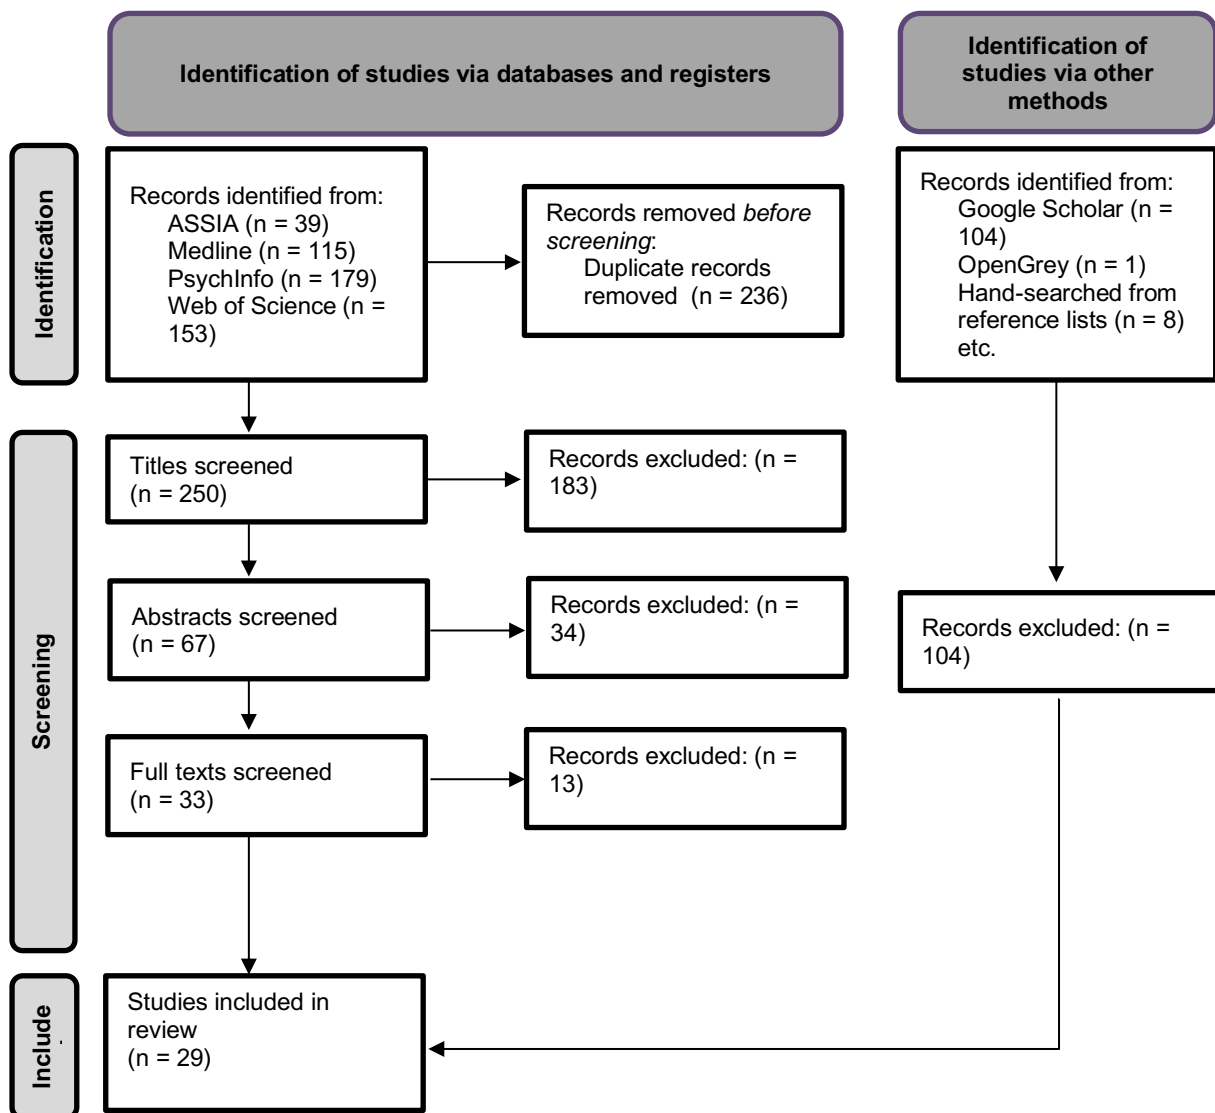 Identification of studies via databases and registers
Identification of
studies via other
methods
Identification
Records identified from:
ASSIA (n = 39)
Medline (n = 115)
PsychInfo (n = 179)
Web of Science (n =
153)
Records removed before
screening:
Duplicate records
removed  (n = 236)
Records identified from:
Google Scholar (n =
104)
OpenGrey (n = 1)
Hand-searched from
reference lists (n = 8)
etc.
Screening
Titles screened
(n = 250)
Records excluded: (n =
183)
Abstracts screened
(n = 67)
Records excluded: (n =
34)
Records excluded: (n =
104)
Full texts screened
(n = 33)
Records excluded: (n =
13)
Include
Studies included in
review
(n = 29)